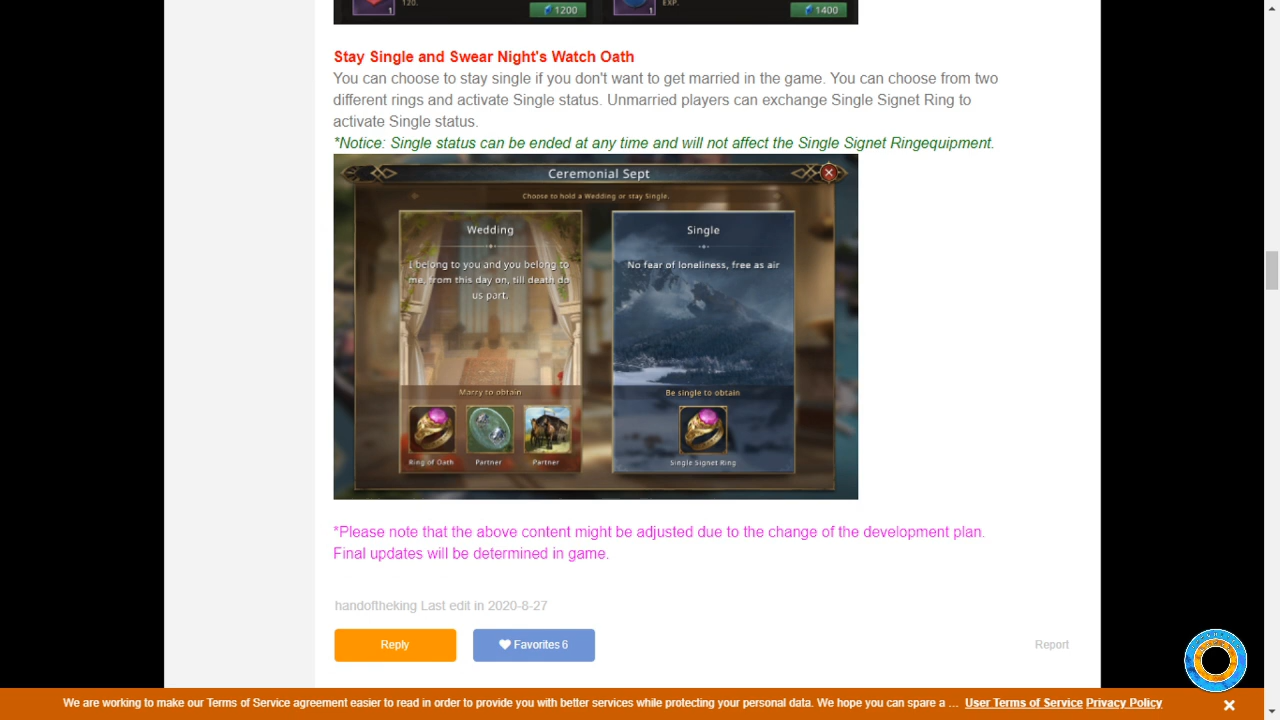 120.
1
1200
EXP.
1
1400
Stay Single and Swear Night's Watch Oath
You can choose to stay single if you don't want to get married in the game. You can choose from two
different rings and activate Single status. Unmarried players can exchange Single Signet Ring to
activate Single status.
*Notice: Single status can be ended at any time and will not affect the Single Signet Ringequipment.
Ceremonial Sept
Choose to hold a Wedding or stay Single.
Wedding
I belong to you and you belong to
me, from this day on, till death do
us part.
Marry to obtain
Ring of Oath
Partner
Partner
Single
No fear of loneliness, free as air
Be single to obtain
Single Signet Ring
*Please note that the above content might be adjusted due to the change of the development plan.
Final updates will be determined in game.
handoftheking Last edit in 2020-8-27
Reply
Favorites 6
Report
We are working to make our Terms of Service agreement easier to read in order to provide you with better services while protecting your personal data. We hope you can spare a ... User Terms of Service Privacy Policy